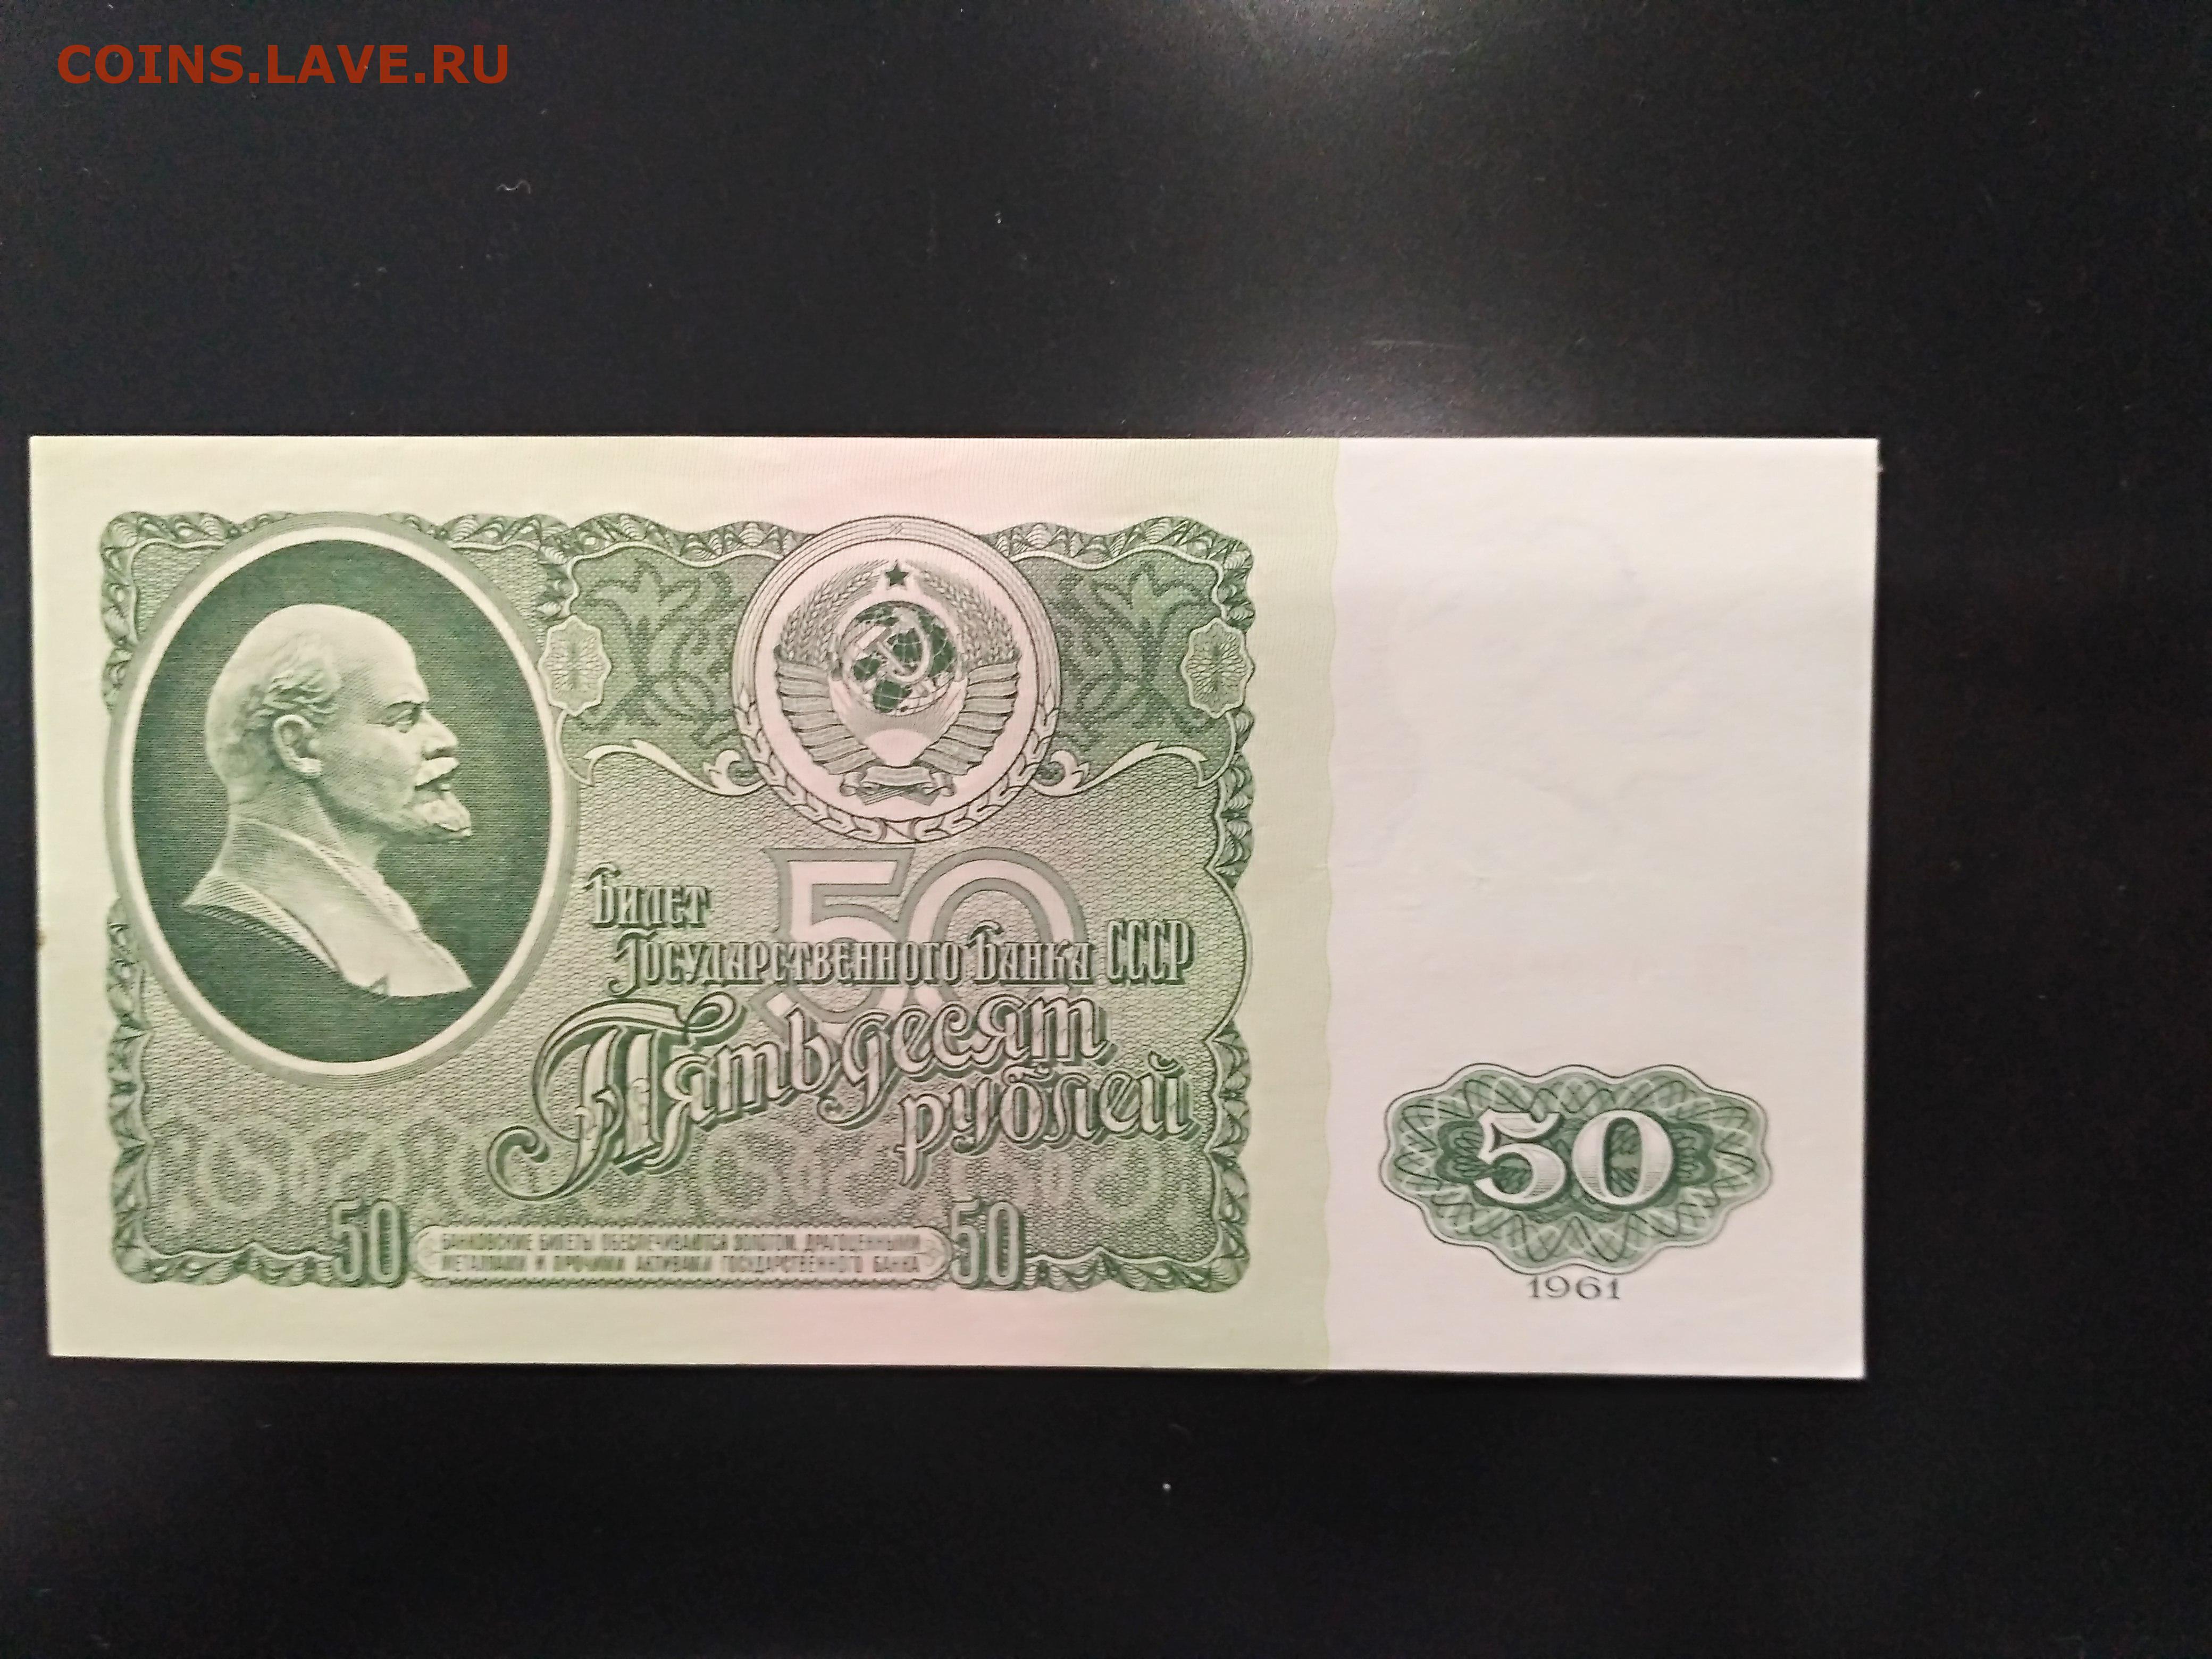 COINS.LAVE.RU
Билет
Государственного Банка СССР
50
Пятьдесят
рублей
50
БАНКОВСКИЕ БИЛЕТЫ ОБЕСПЕЧИВАЮТСЯ ЗОЛОТОМ, ДРАГОЦЕННЫМИ
МЕТАЛЛАМИ И ПРОЧИМИ АКТИВАМИ ГОСУДАРСТВЕННОГО БАНКА
50
50
1961